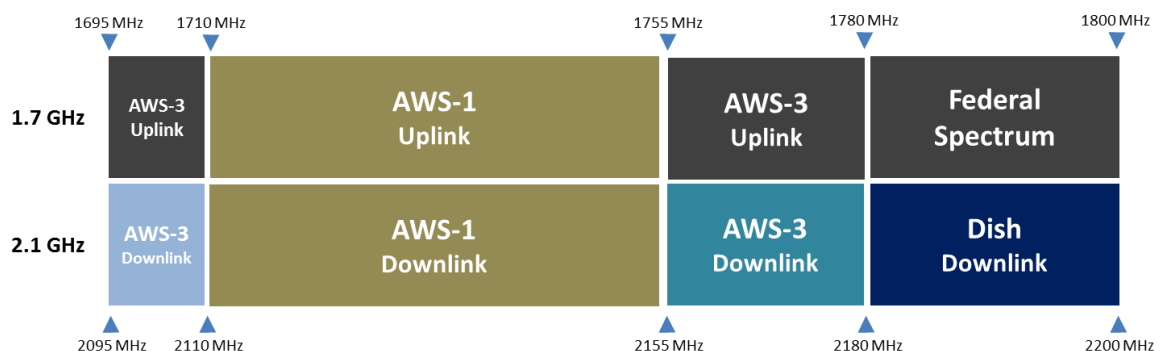 1695 MHz 1710 MHz 1755 MHz 1780 MHz 1800 MHz
1.7 GHz
AWS-3
Uplink
AWS-1
Uplink
AWS-3
Uplink
Federal
Spectrum
2.1 GHz
AWS-3
Downlink
AWS-1
Downlink
AWS-3
Downlink
Dish
Downlink
2095 MHz 2110 MHz 2155 MHz 2180 MHz 2200 MHz